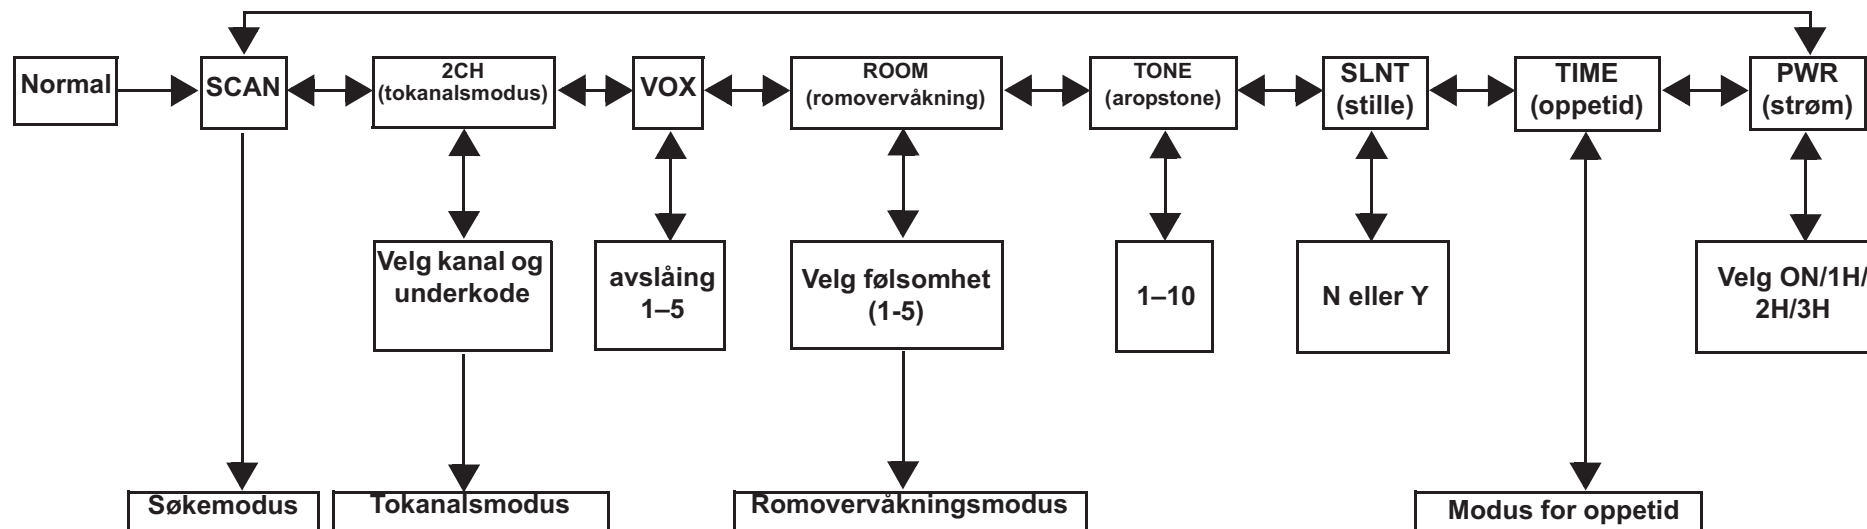 Normal
SCAN
2CH
(tokanalsmodus)
VOX
ROOM
(romovervåkning)
TONE
(aropstone)
SLNT
(stille)
TIME
(oppetid)
PWR
(strøm)
Velg kanal og
underkode
avslåing
1–5
Velg følsomhet
(1-5)
1–10
N eller Y
Velg ON/1H/
2H/3H
Søkemodus
Tokanalsmodus
Romovervåkningsmodus
Modus for oppetid